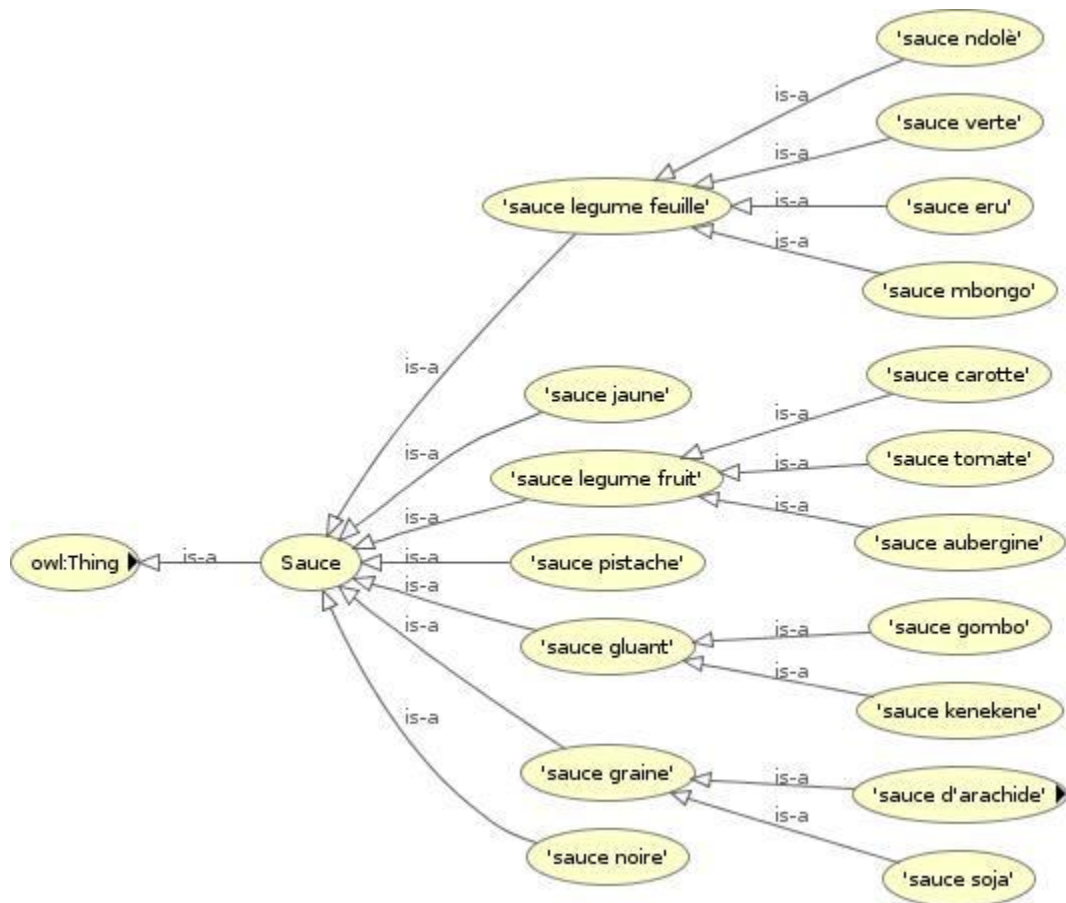 'sauce ndolè'
is-a
'sauce verte'
is-a
'sauce legume feuille'
is-a
'sauce eru'
is-a
'sauce mbongo'
is-a
'sauce carotte'
'sauce jaune'
is-a
is-a
'sauce tomate'
is-a
'sauce legume fruit'
is-a
is-a
'sauce aubergine'
owl:Thing
is-a
Sauce
is-a
'sauce pistache'
is-a
'sauce gombo'
is-a
is-a
'sauce gluant'
is-a
'sauce kenekene'
is-a
'sauce graine'
is-a
'sauce d'arachide'
is-a
'sauce noire'
'sauce soja'